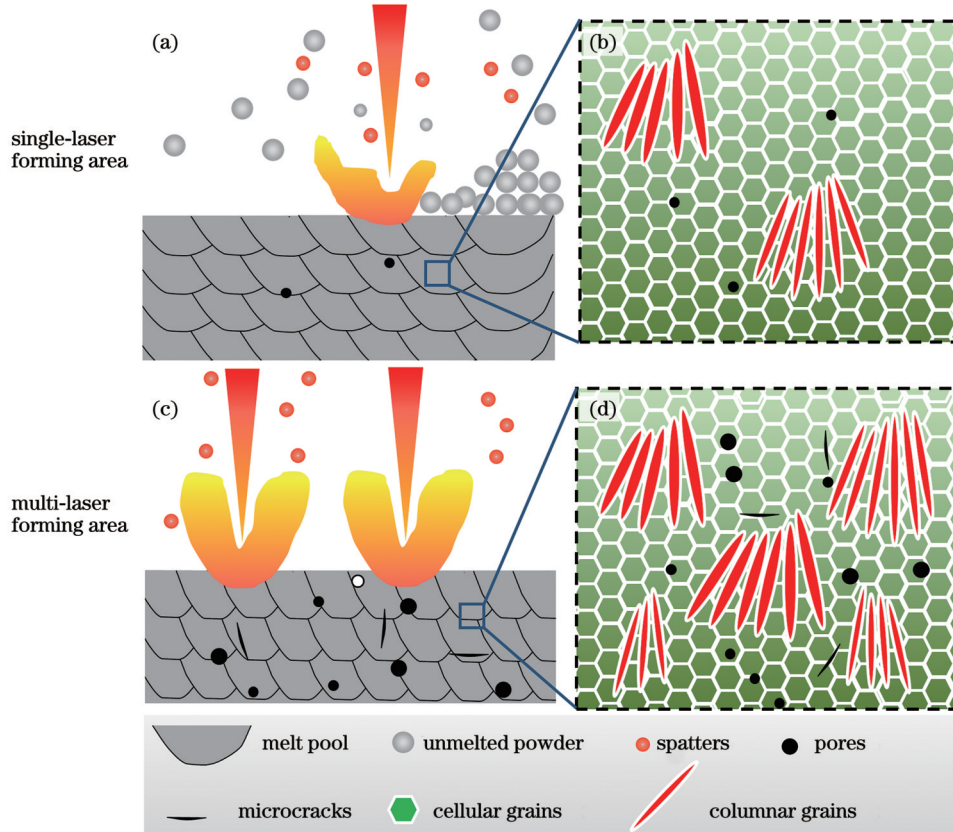 (a)
(b)
single-laser
forming area
(c)
(d)
multi-laser
forming area
melt pool
unmelted powder
spatters
pores
microcracks
cellular grains
columnar grains